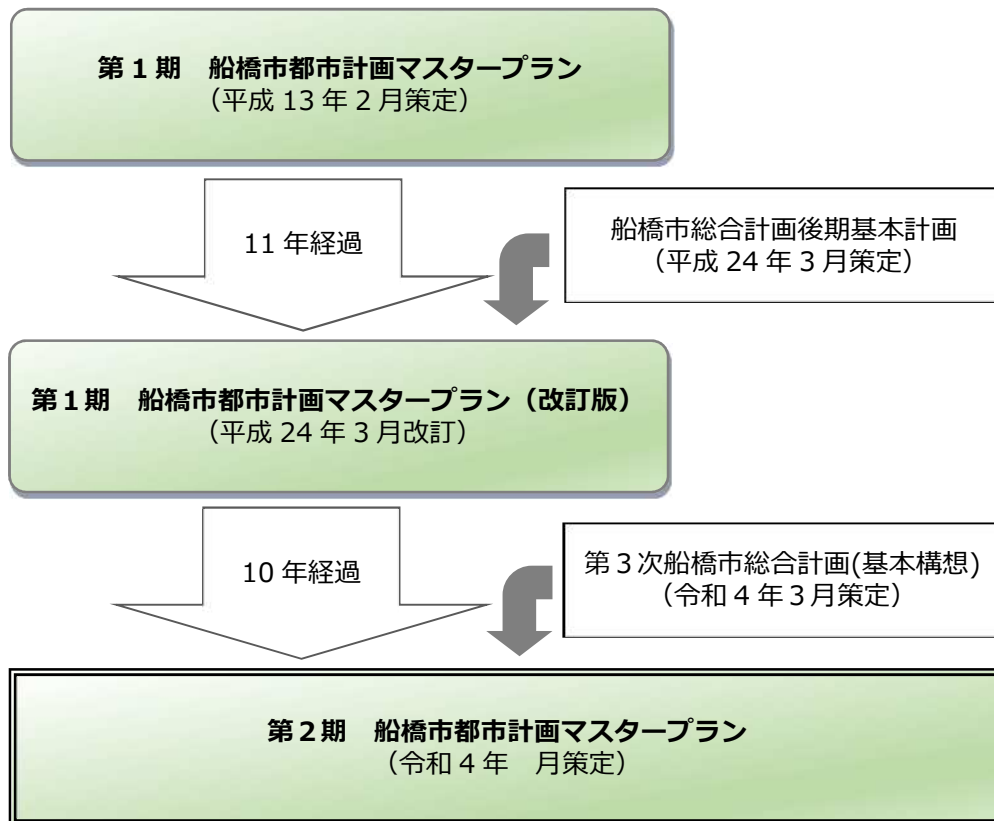 第1期　船橋市都市計画マスタープラン
（平成 13 年 2 月策定）
11 年経過
船橋市総合計画後期基本計画
（平成 24 年 3 月策定）
第1期　船橋市都市計画マスタープラン（改訂版）
（平成 24 年 3 月改訂）
10 年経過
第３次船橋市総合計画(基本構想)
（令和 4 年３月策定）
第２期　船橋市都市計画マスタープラン
（令和 4 年　月策定）